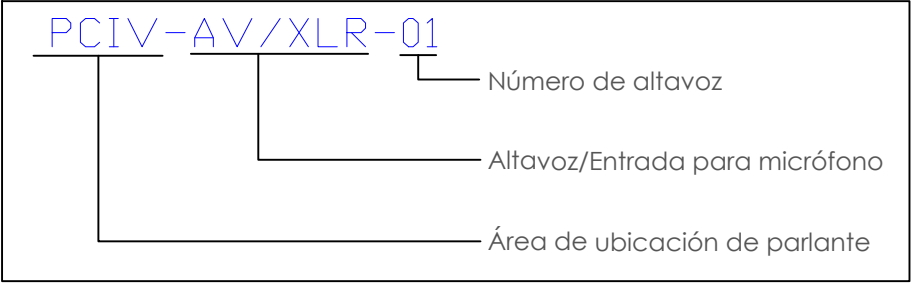 PCIV-AV/XLR-01
Número de altavoz
Altavoz/Entrada para micrófono
Área de ubicación de parlante